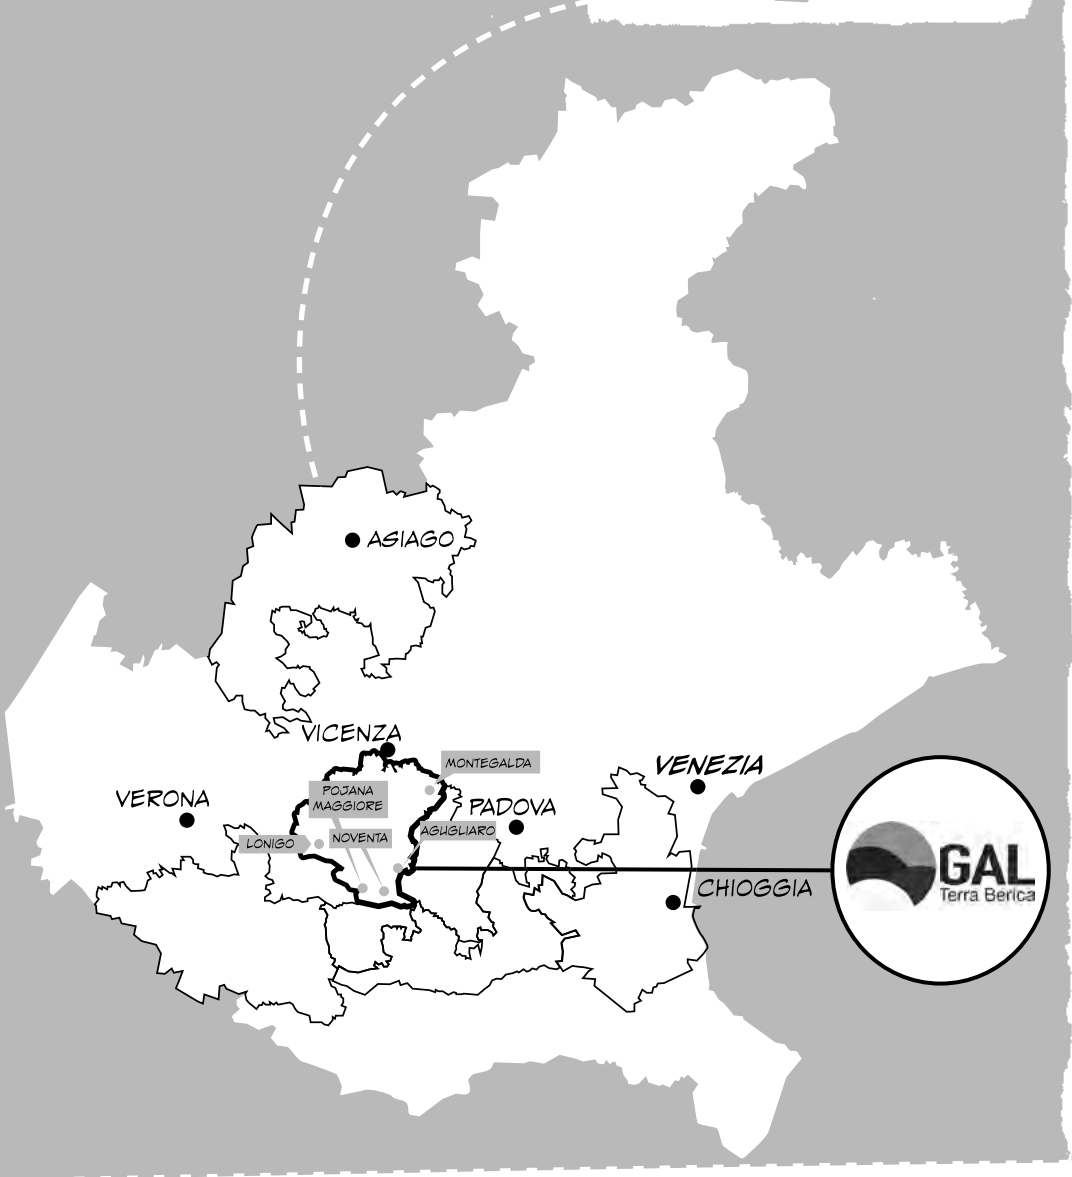 ASIAGO
VICENZA
MONTEGALDA
VENEZIA
POJANA
MAGGIORE
VERONA
PADOVA
AGUGLIARO
NOVENTA
LONIGO
GAL
Terra Berica
CHIOGGIA